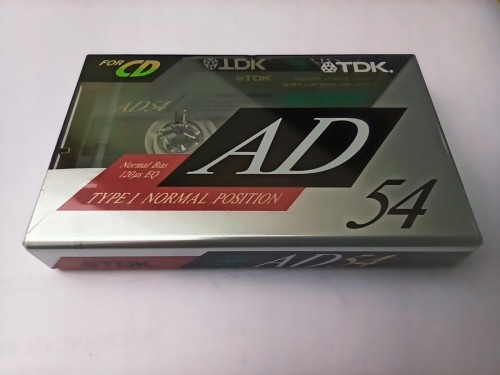 FOR CD
TDK
TDK.
TDK
AD54
AD
Normal Bias
120μs EQ
TYPE I NORMAL POSITION
54
TDK
AD54